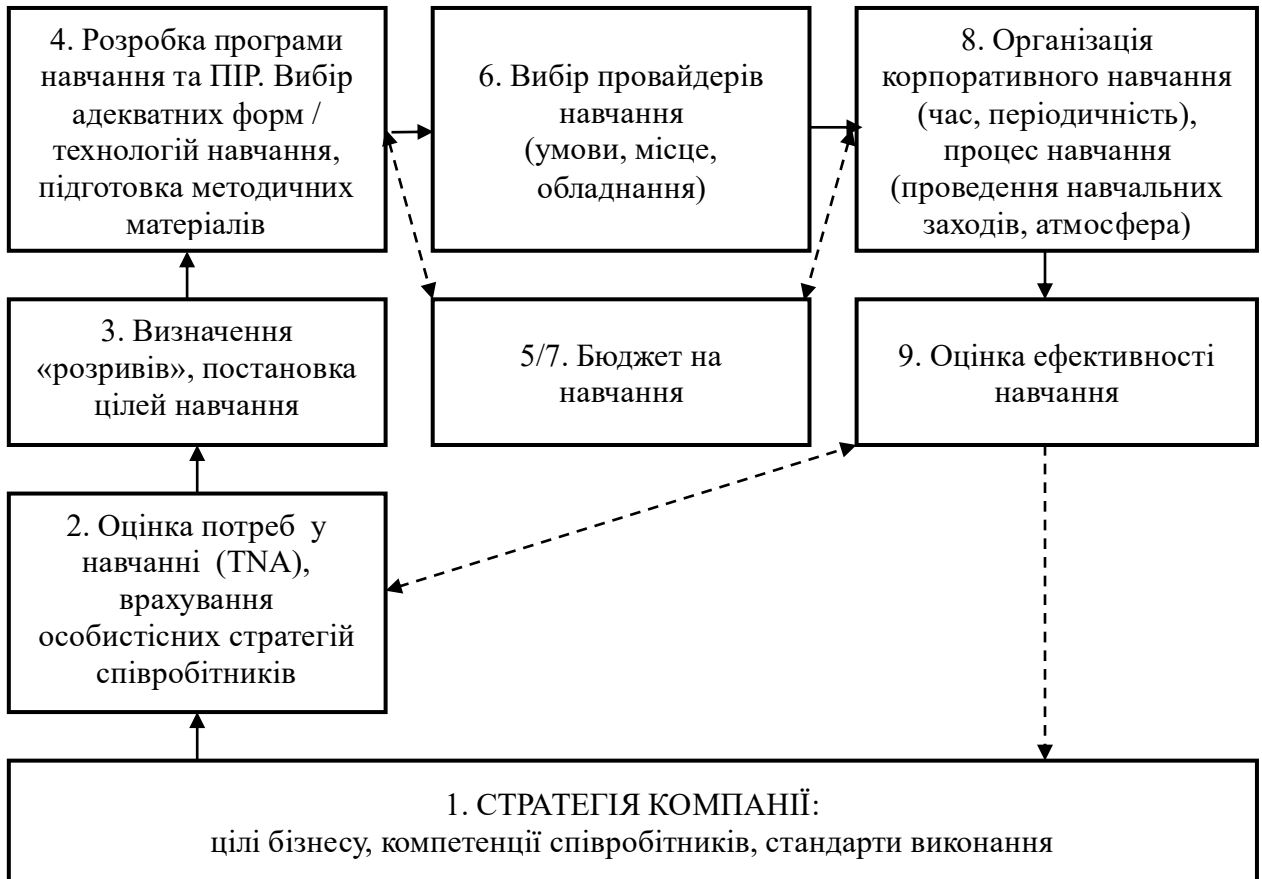 4. Розробка програми
навчання та ПІР. Вибір
адекватних форм /
технологій навчання,
підготовка методичних
матеріалів
6. Вибір провайдерів
навчання
(умови, місце,
обладнання)
8. Організація
корпоративного навчання
(час, періодичність),
процес навчання
(проведення навчальних
заходів, атмосфера)
3. Визначення
«розривів», постановка
цілей навчання
5/7. Бюджет на
навчання
9. Оцінка ефективності
навчання
2. Оцінка потреб у
навчанні (TNA),
врахування
особистісних стратегій
співробітників
1. СТРАТЕГІЯ КОМПАНІЇ:
цілі бізнесу, компетенції співробітників, стандарти виконання